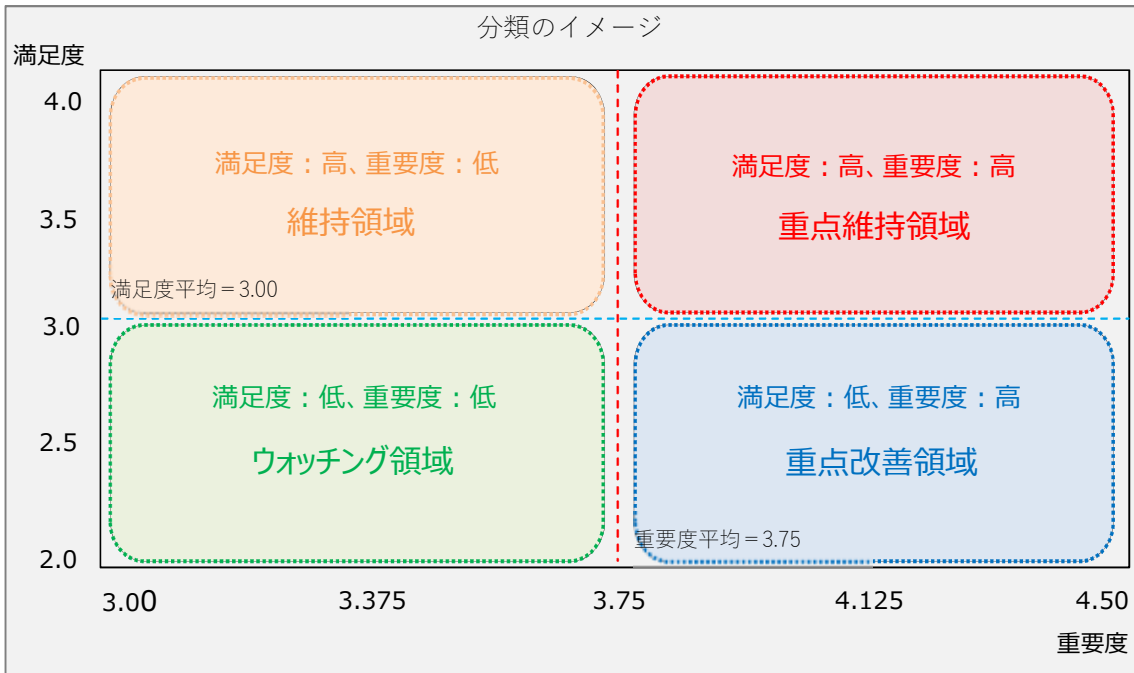 分類のイメージ
満足度
4.0
満足度：高、重要度：低
満足度：高、重要度：高
3.5
維持領域
重点維持領域
満足度平均＝3.00
3.0
満足度：低、重要度：低
満足度：低、重要度：高
2.5
ウォッチング領域
重点改善領域
重要度平均＝3.75
2.0
3.00
3.375
3.75
4.125
4.50
重要度